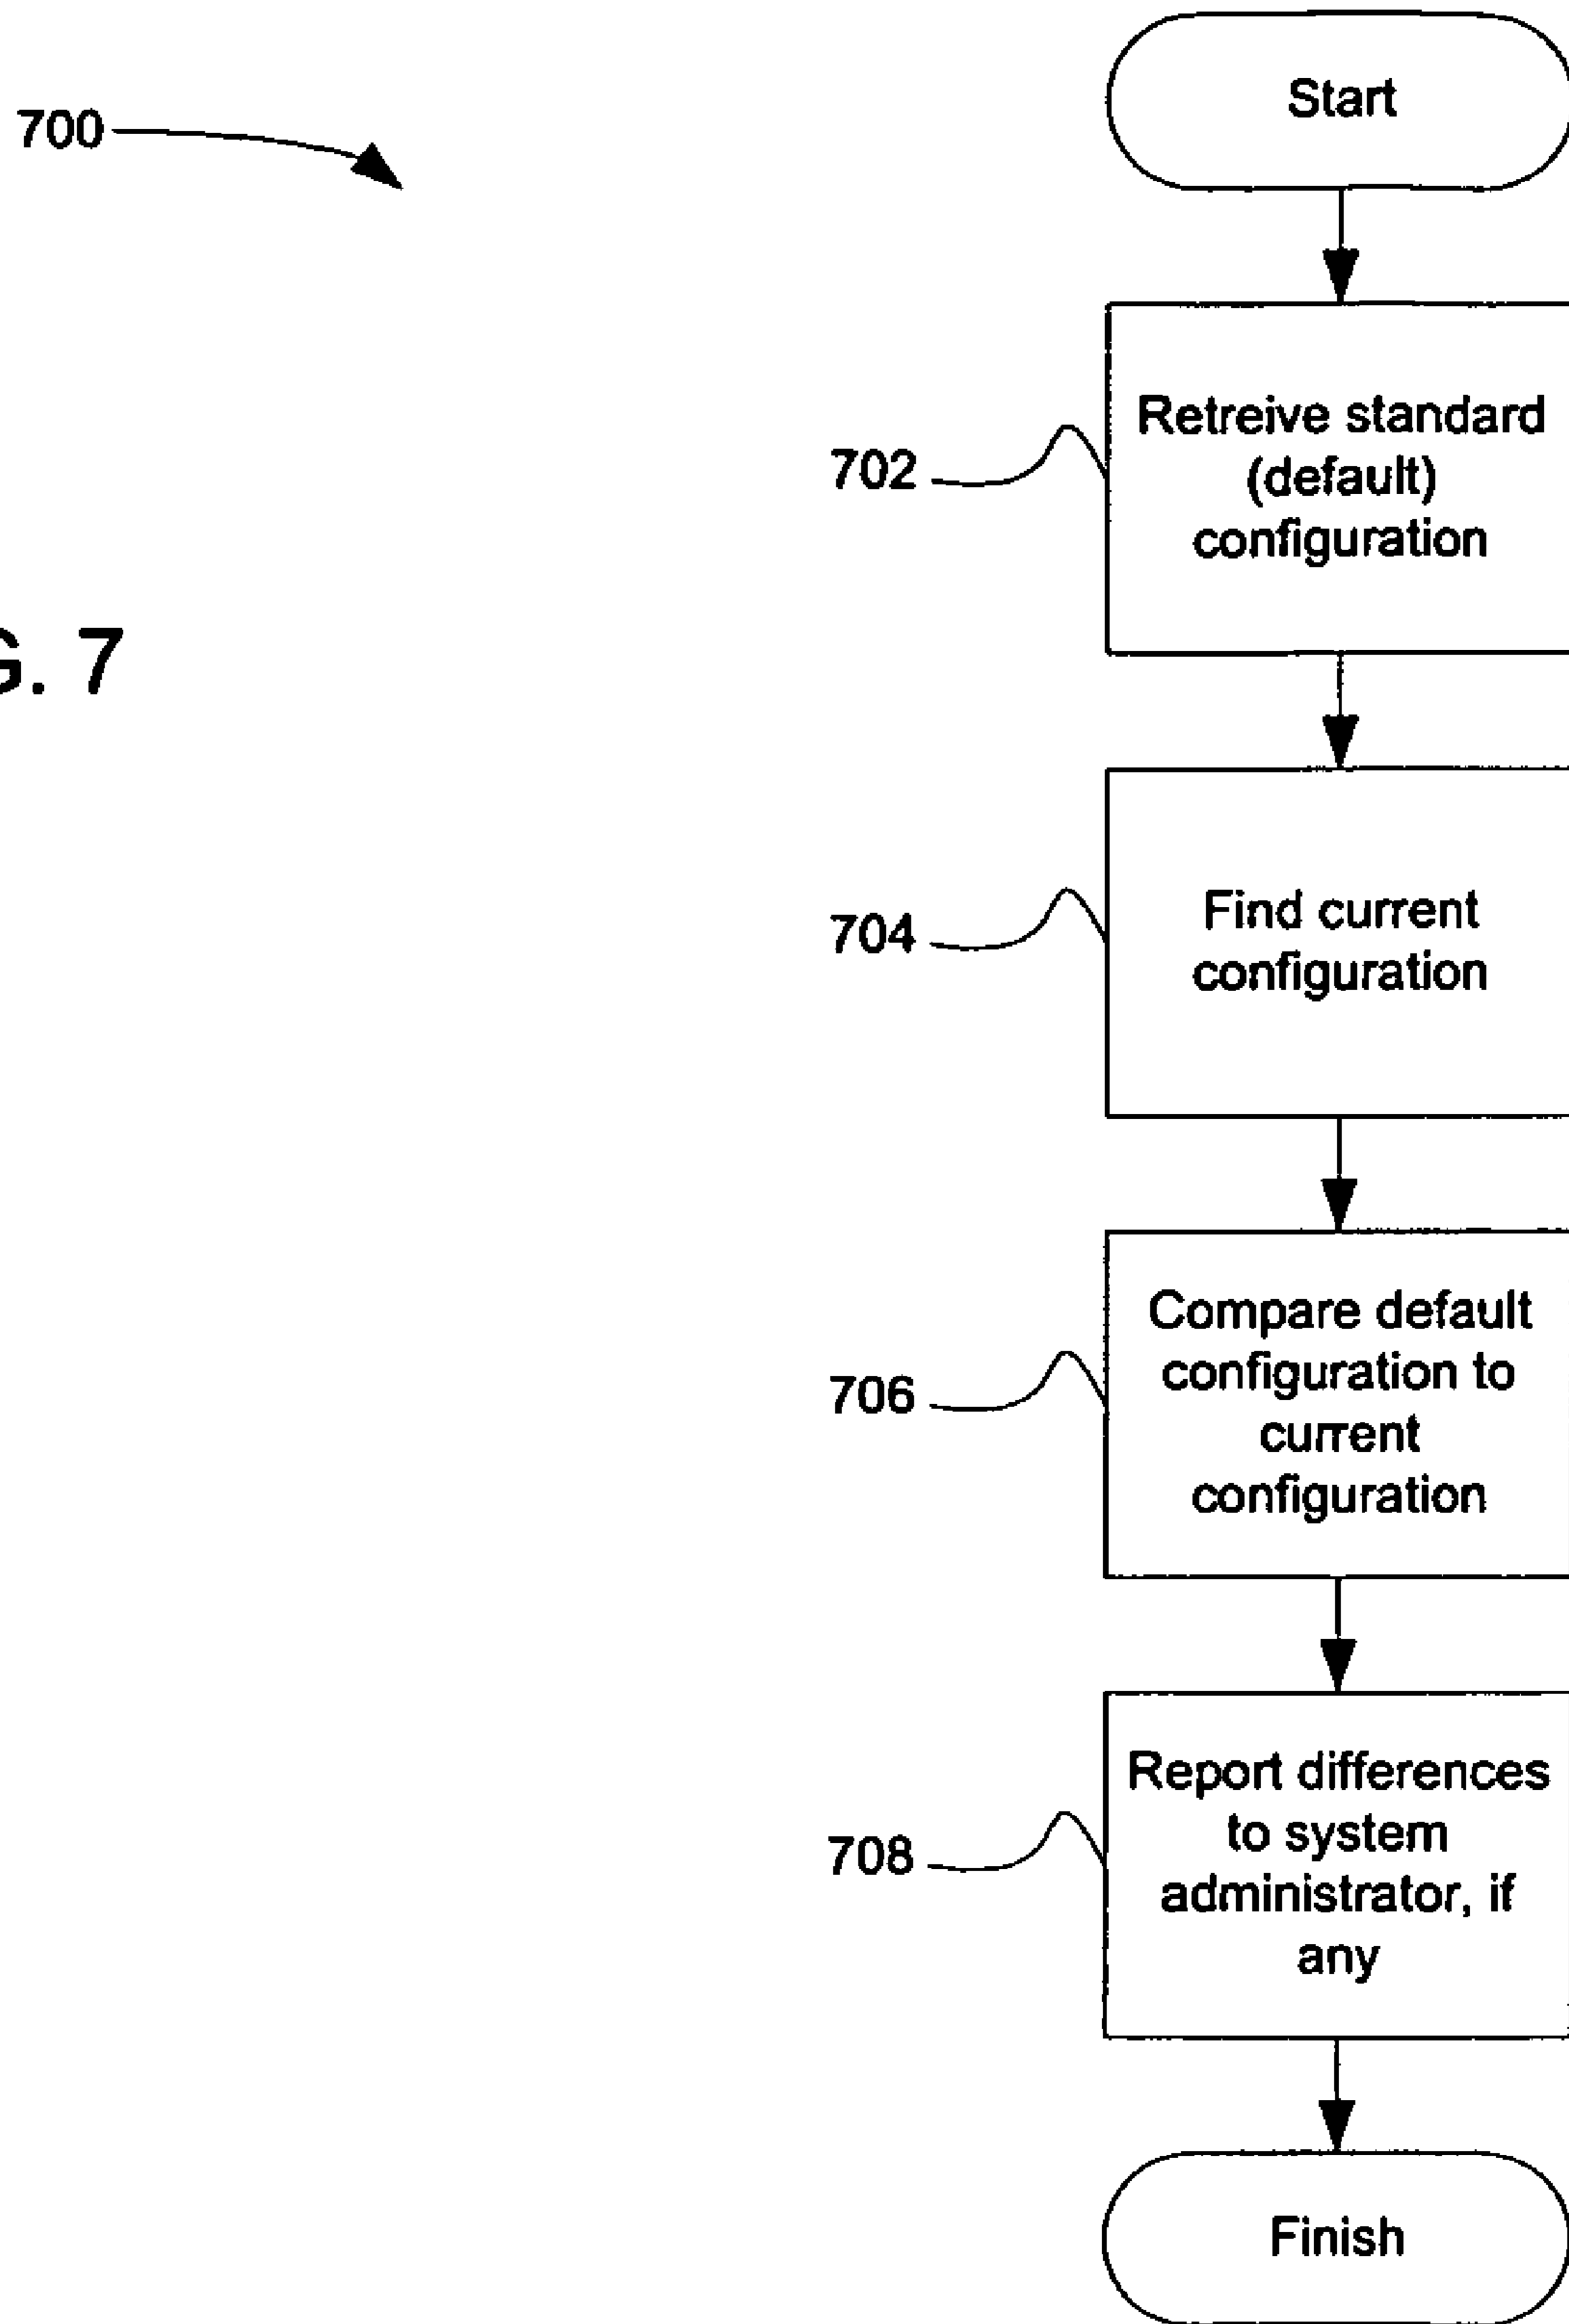 700
Start
702
Retreive standard
(default)
configuration
G. 7
704
Find current
configuration
706
Compare default
configuration to
current
configuration
708
Report differences
to system
administrator, if
any
Finish